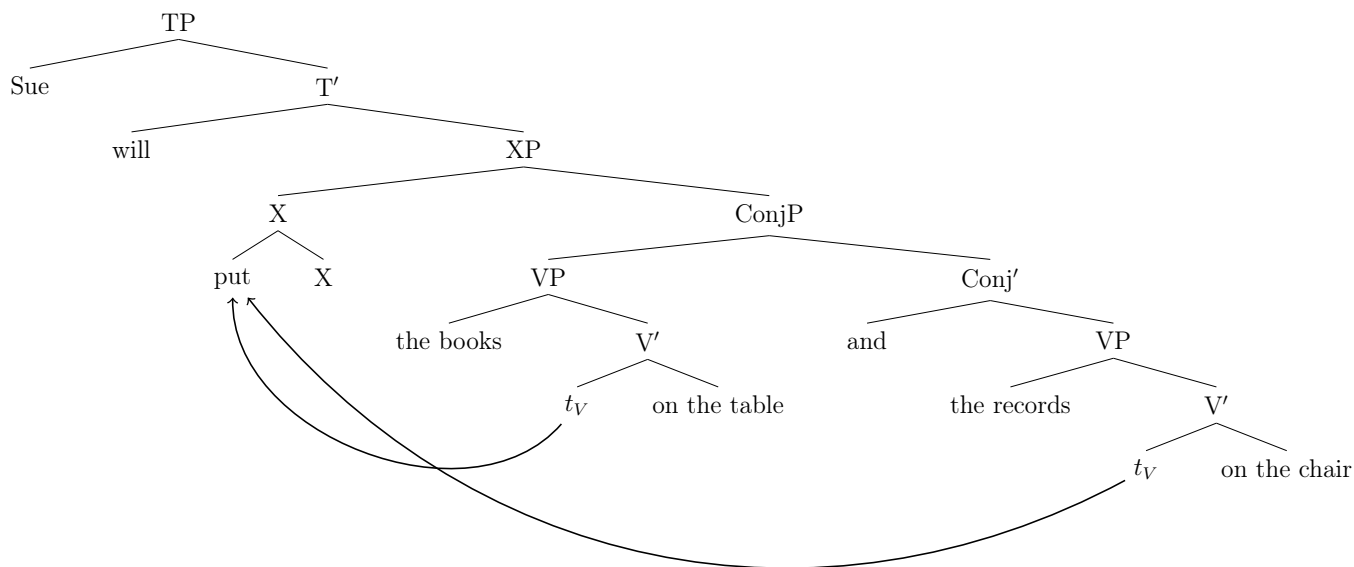 TP
Sue T′
will XP
X ConjP
put X VP Conj′
the books V′ and VP
t_V on the table the records V′
t_V on the chair